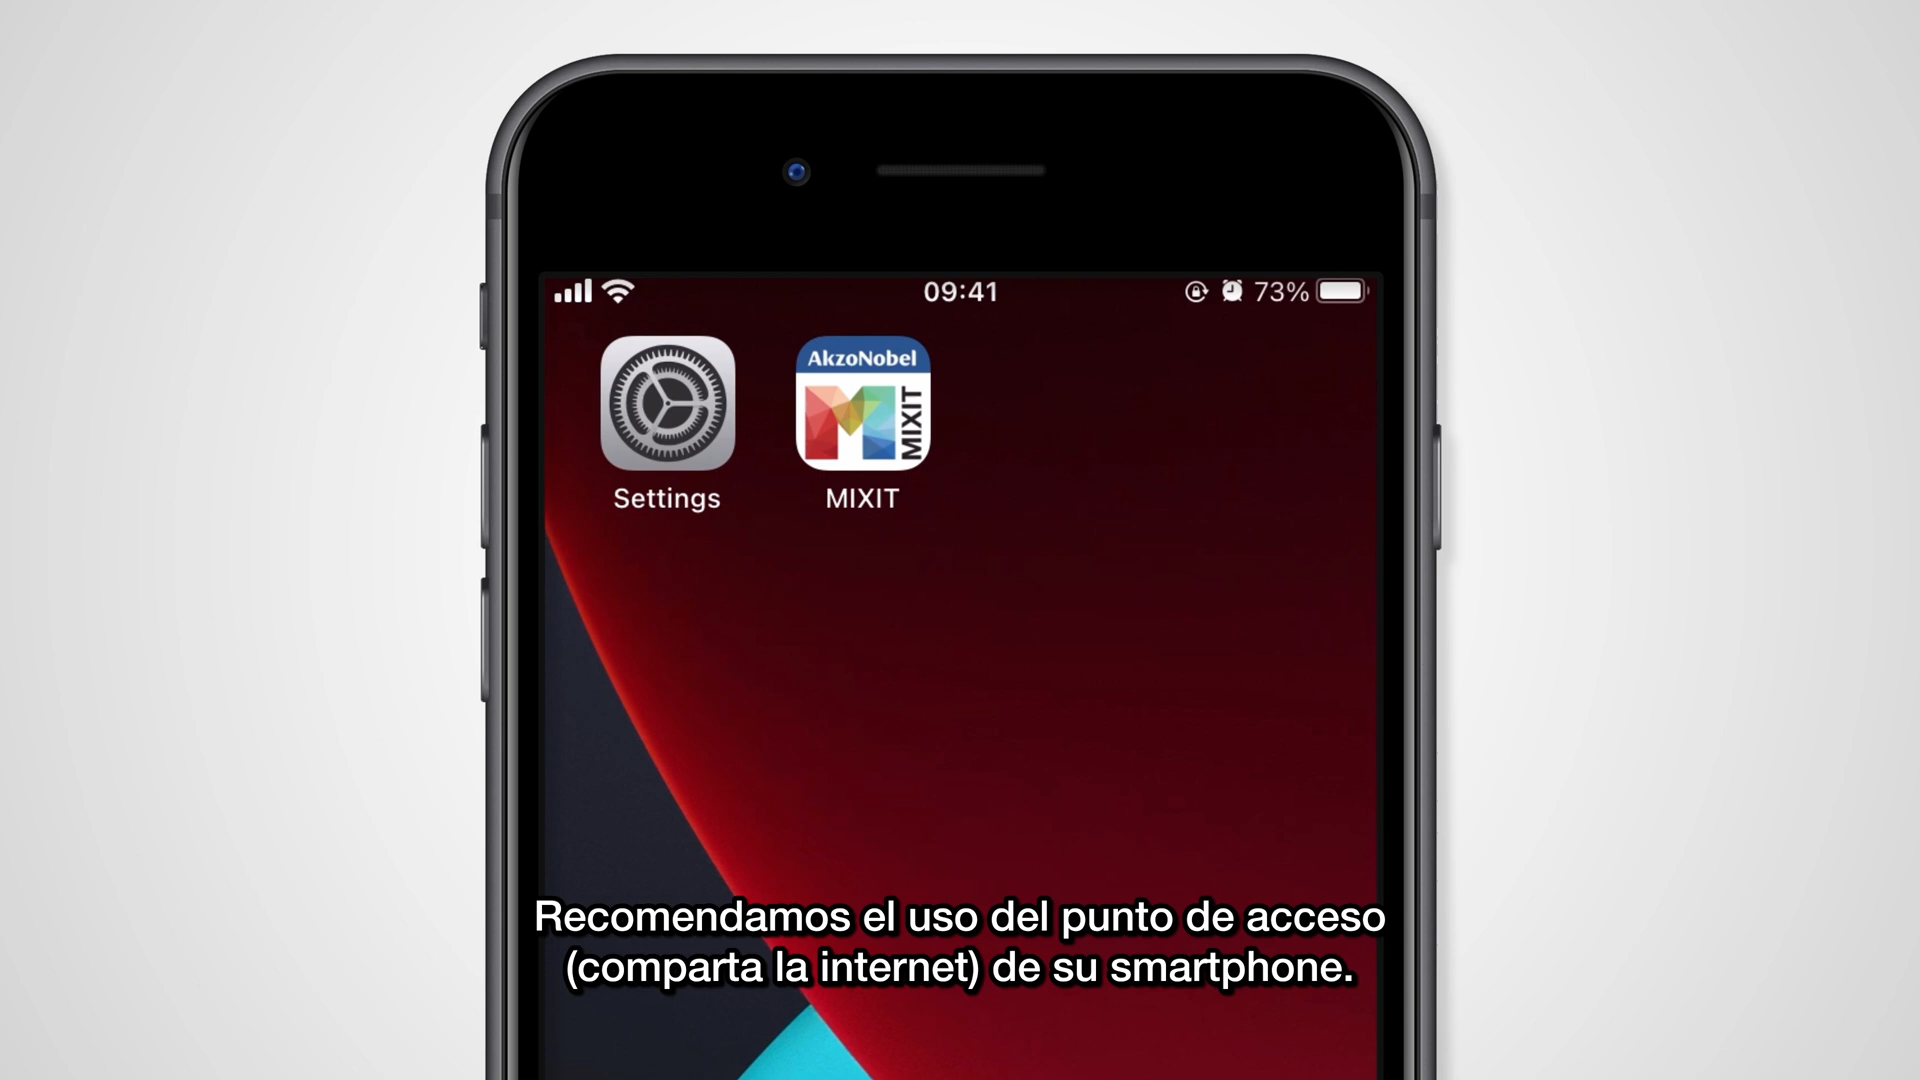 09:41
73%
AkzoNobel
MIXIT
Settings
MIXIT
Recomendamos el uso del punto de acceso
(comparta la internet) de su smartphone.